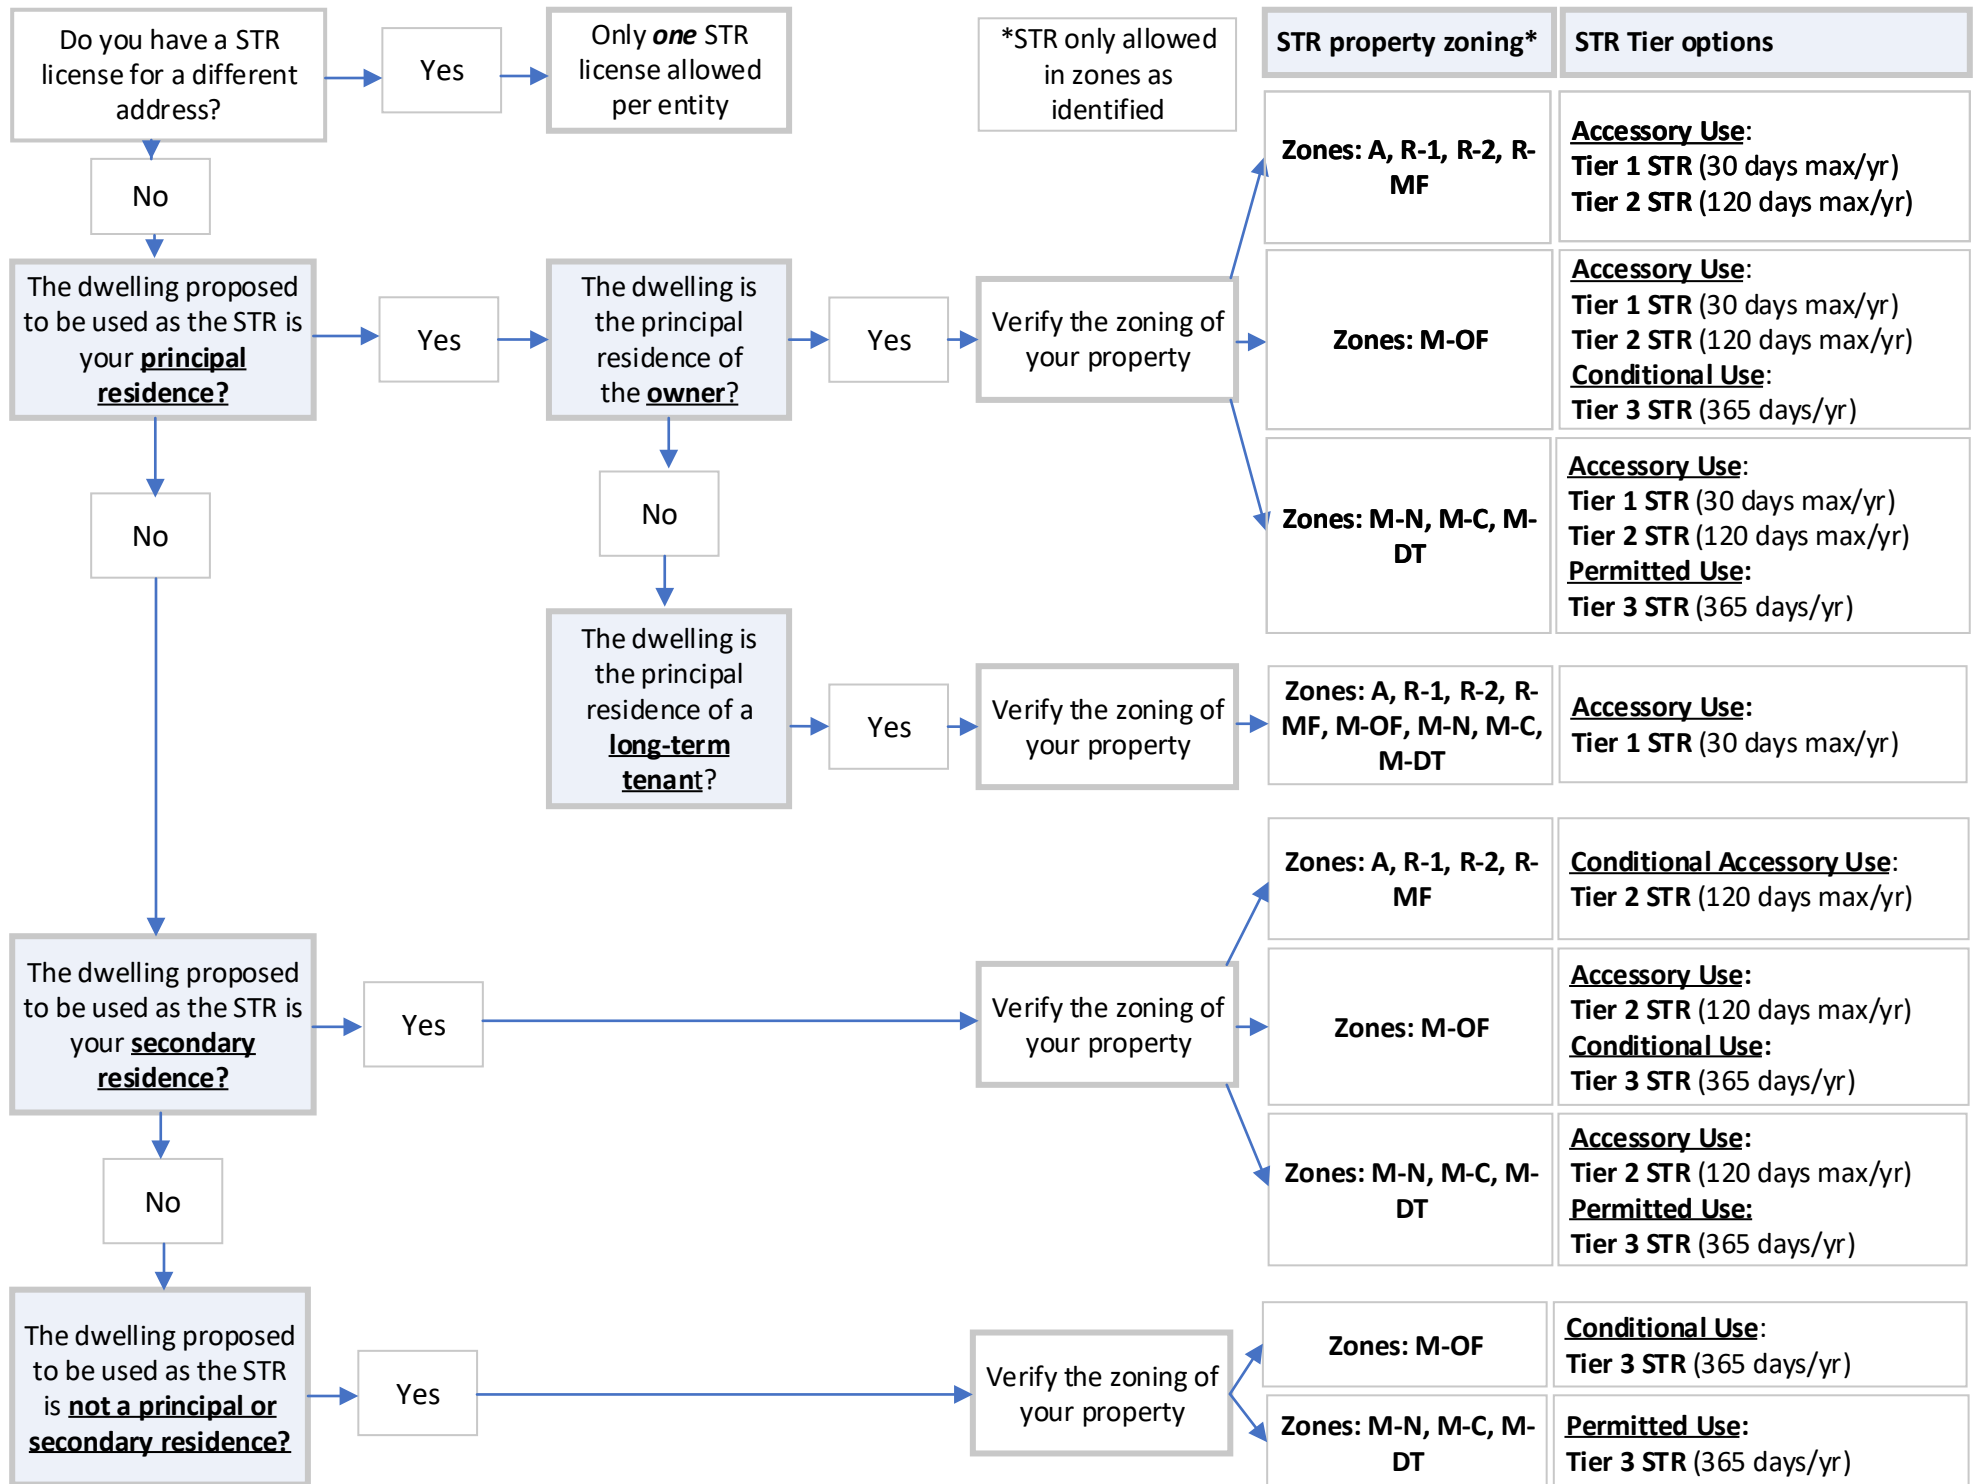 Do you have a STR
license for a different
address?
Yes
Only one STR
license allowed
per entity
*STR only allowed
in zones as
identified
STR property zoning*
STR Tier options
No
Zones: A, R-1, R-2, R-
MF
Accessory Use:
Tier 1 STR (30 days max/yr)
Tier 2 STR (120 days max/yr)
The dwelling proposed
to be used as the STR is
your principal
residence?
Yes
The dwelling is
the principal
residence of
the owner?
Yes
Verify the zoning of
your property
Zones: M-OF
Accessory Use:
Tier 1 STR (30 days max/yr)
Tier 2 STR (120 days max/yr)
Conditional Use:
Tier 3 STR (365 days/yr)
No
No
Zones: M-N, M-C, M-
DT
Accessory Use:
Tier 1 STR (30 days max/yr)
Tier 2 STR (120 days max/yr)
Permitted Use:
Tier 3 STR (365 days/yr)
The dwelling is
the principal
residence of a
long-term
tenant?
Yes
Verify the zoning of
your property
Zones: A, R-1, R-2, R-
MF, M-OF, M-N, M-C,
M-DT
Accessory Use:
Tier 1 STR (30 days max/yr)
Zones: A, R-1, R-2, R-
MF
Conditional Accessory Use:
Tier 2 STR (120 days max/yr)
The dwelling proposed
to be used as the STR is
your secondary
residence?
Yes
Verify the zoning of
your property
Zones: M-OF
Accessory Use:
Tier 2 STR (120 days max/yr)
Conditional Use:
Tier 3 STR (365 days/yr)
No
Zones: M-N, M-C, M-
DT
Accessory Use:
Tier 2 STR (120 days max/yr)
Permitted Use:
Tier 3 STR (365 days/yr)
The dwelling proposed
to be used as the STR
is not a principal or
secondary residence?
Yes
Verify the zoning of
your property
Zones: M-OF
Conditional Use:
Tier 3 STR (365 days/yr)
Zones: M-N, M-C, M-
DT
Permitted Use:
Tier 3 STR (365 days/yr)